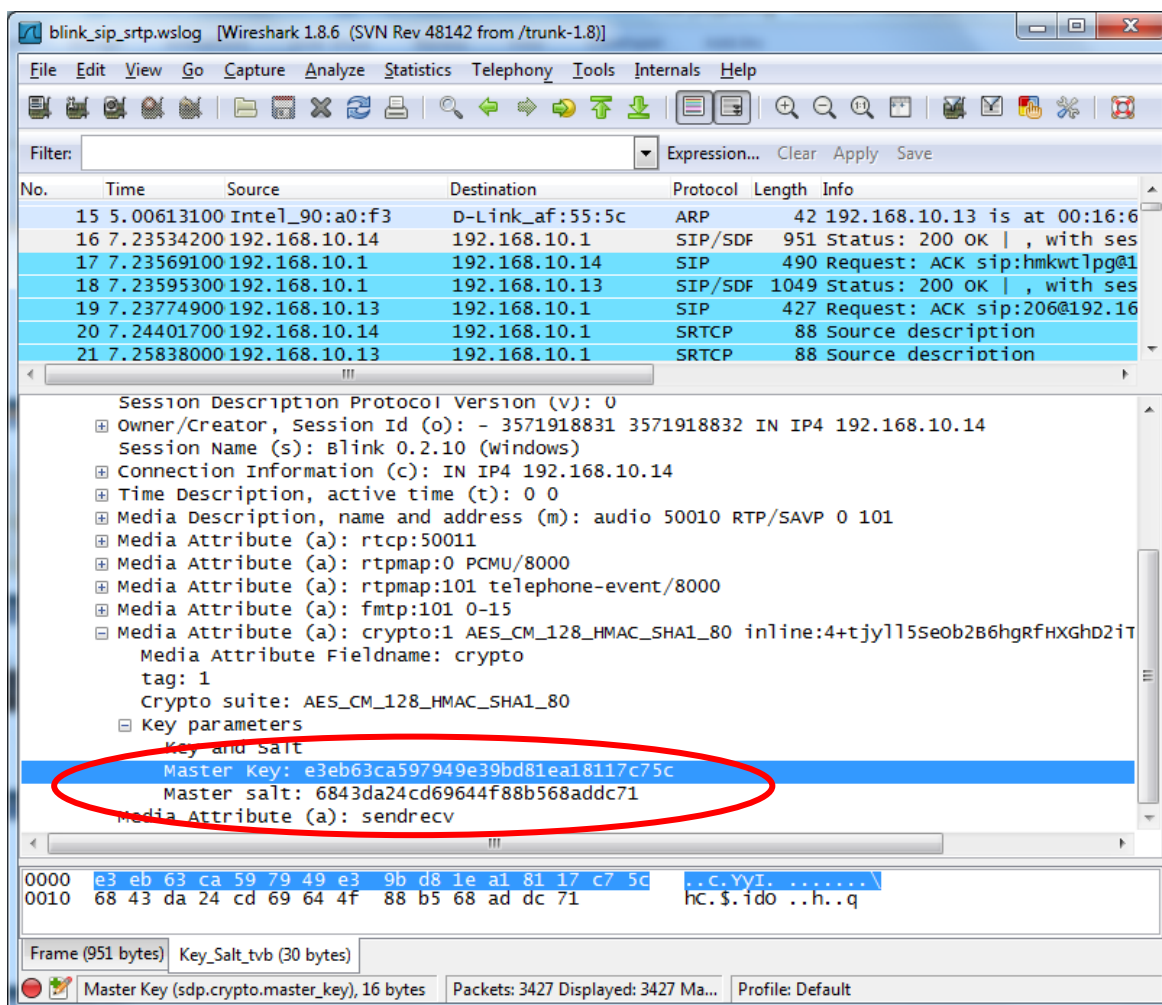 blink_sip_srtp.wslog [Wireshark 1.8.6 (SVN Rev 48142 from /trunk-1.8)]
File Edit View Go Capture Analyze Statistics Telephony Tools Internals Help
Filter: Expression... Clear Apply Save
No. Time Source Destination Protocol Length Info
15 5.00613100 Intel_90:a0:f3 D-Link_af:55:5c ARP 42 192.168.10.13 is at 00:16:6
16 7.23534200 192.168.10.14 192.168.10.1 SIP/SDF 951 Status: 200 OK | , with ses
17 7.23569100 192.168.10.1 192.168.10.14 SIP 490 Request: ACK sip:hmkwtlpg@1
18 7.23595300 192.168.10.1 192.168.10.13 SIP/SDF 1049 Status: 200 OK | , with ses
19 7.23774900 192.168.10.13 192.168.10.1 SIP 427 Request: ACK sip:206@192.16
20 7.24401700 192.168.10.14 192.168.10.1 SRTCP 88 Source description
21 7.25838000 192.168.10.13 192.168.10.1 SRTCP 88 Source description
Session Description Protocol Version (v): 0
Owner/Creator, Session Id (o): - 3571918831 3571918832 IN IP4 192.168.10.14
Session Name (s): Blink 0.2.10 (Windows)
Connection Information (c): IN IP4 192.168.10.14
Time Description, active time (t): 0 0
Media Description, name and address (m): audio 50010 RTP/SAVP 0 101
Media Attribute (a): rtcp:50011
Media Attribute (a): rtpmap:0 PCMU/8000
Media Attribute (a): rtpmap:101 telephone-event/8000
Media Attribute (a): fmtp:101 0-15
Media Attribute (a): crypto:1 AES_CM_128_HMAC_SHA1_80 inline:4+tjyll5SeOb2B6hgRfHXGhD2iT
Media Attribute Fieldname: crypto
tag: 1
Crypto suite: AES_CM_128_HMAC_SHA1_80
Key parameters
Key and Salt
Master Key: e3eb63ca597949e39bd81ea18117c75c
Master salt: 6843da24cd69644f88b568addc71
Media Attribute (a): sendrecv
0000 e3 eb 63 ca 59 79 49 e3 9b d8 1e a1 81 17 c7 5c ..c.YyI. .......\
0010 68 43 da 24 cd 69 64 4f 88 b5 68 ad dc 71 hC.$.idO ..h..q
Frame (951 bytes) Key_Salt_tvb (30 bytes)
Master Key (sdp.crypto.master_key), 16 bytes Packets: 3427 Displayed: 3427 Ma... Profile: Default